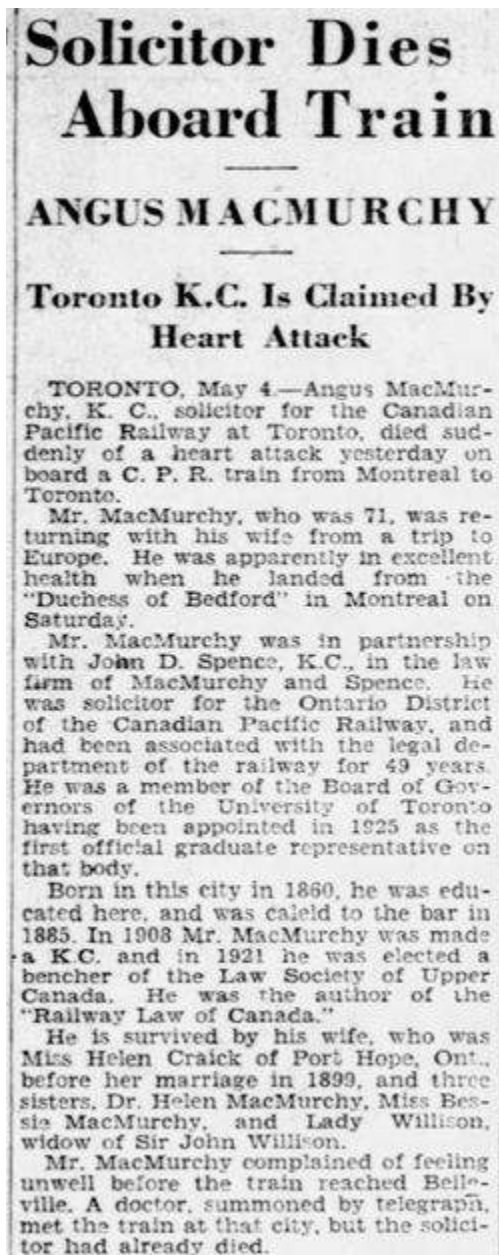 Solicitor Dies
Aboard Train
ANGUS MACMURCHY
Toronto K.C. Is Claimed By
Heart Attack
TORONTO, May 4.—Angus MacMur-
chy, K. C., solicitor for the Canadian
Pacific Railway at Toronto, died sud-
denly of a heart attack yesterday on
board a C. P. R. train from Montreal to
Toronto.
Mr. MacMurchy, who was 71, was re-
turning with his wife from a trip to
Europe. He was apparently in excellent
health when he landed from the
"Duchess of Bedford" in Montreal on
Saturday.
Mr. MacMurchy was in partnership
with John D. Spence, K.C., in the law
firm of MacMurchy and Spence. He
was solicitor for the Ontario District
of the Canadian Pacific Railway, and
had been associated with the legal de-
partment of the railway for 49 years.
He was a member of the Board of Gov-
ernors of the University of Toronto
having been appointed in 1925 as the
first official graduate representative on
that body.
Born in this city in 1860, he was edu-
cated here, and was caleld to the bar in
1885. In 1908 Mr. MacMurchy was made
a K.C. and in 1921 he was elected a
bencher of the Law Society of Upper
Canada. He was the author of the
"Railway Law of Canada."
He is survived by his wife, who was
Miss Helen Craick of Port Hope, Ont.,
before her marriage in 1899, and three
sisters, Dr. Helen MacMurchy, Miss Bes-
sie MacMurchy, and Lady Willison,
widow of Sir John Willison.
Mr. MacMurchy complained of feeling
unwell before the train reached Belle-
ville. A doctor, summoned by telegraph,
met the train at that city, but the solici-
tor had already died.